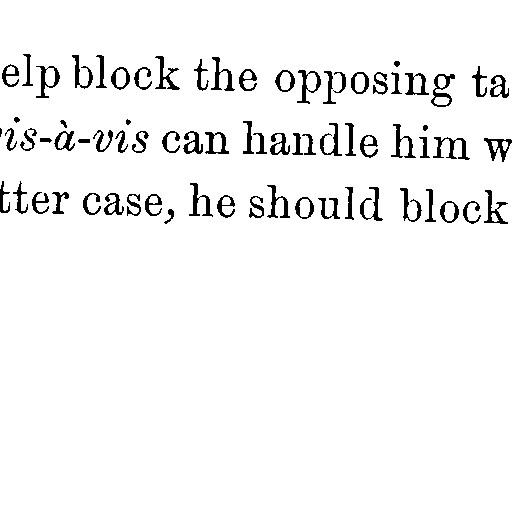 elp block the opposing ta
vis-à-vis can handle him w
tter case, he should block